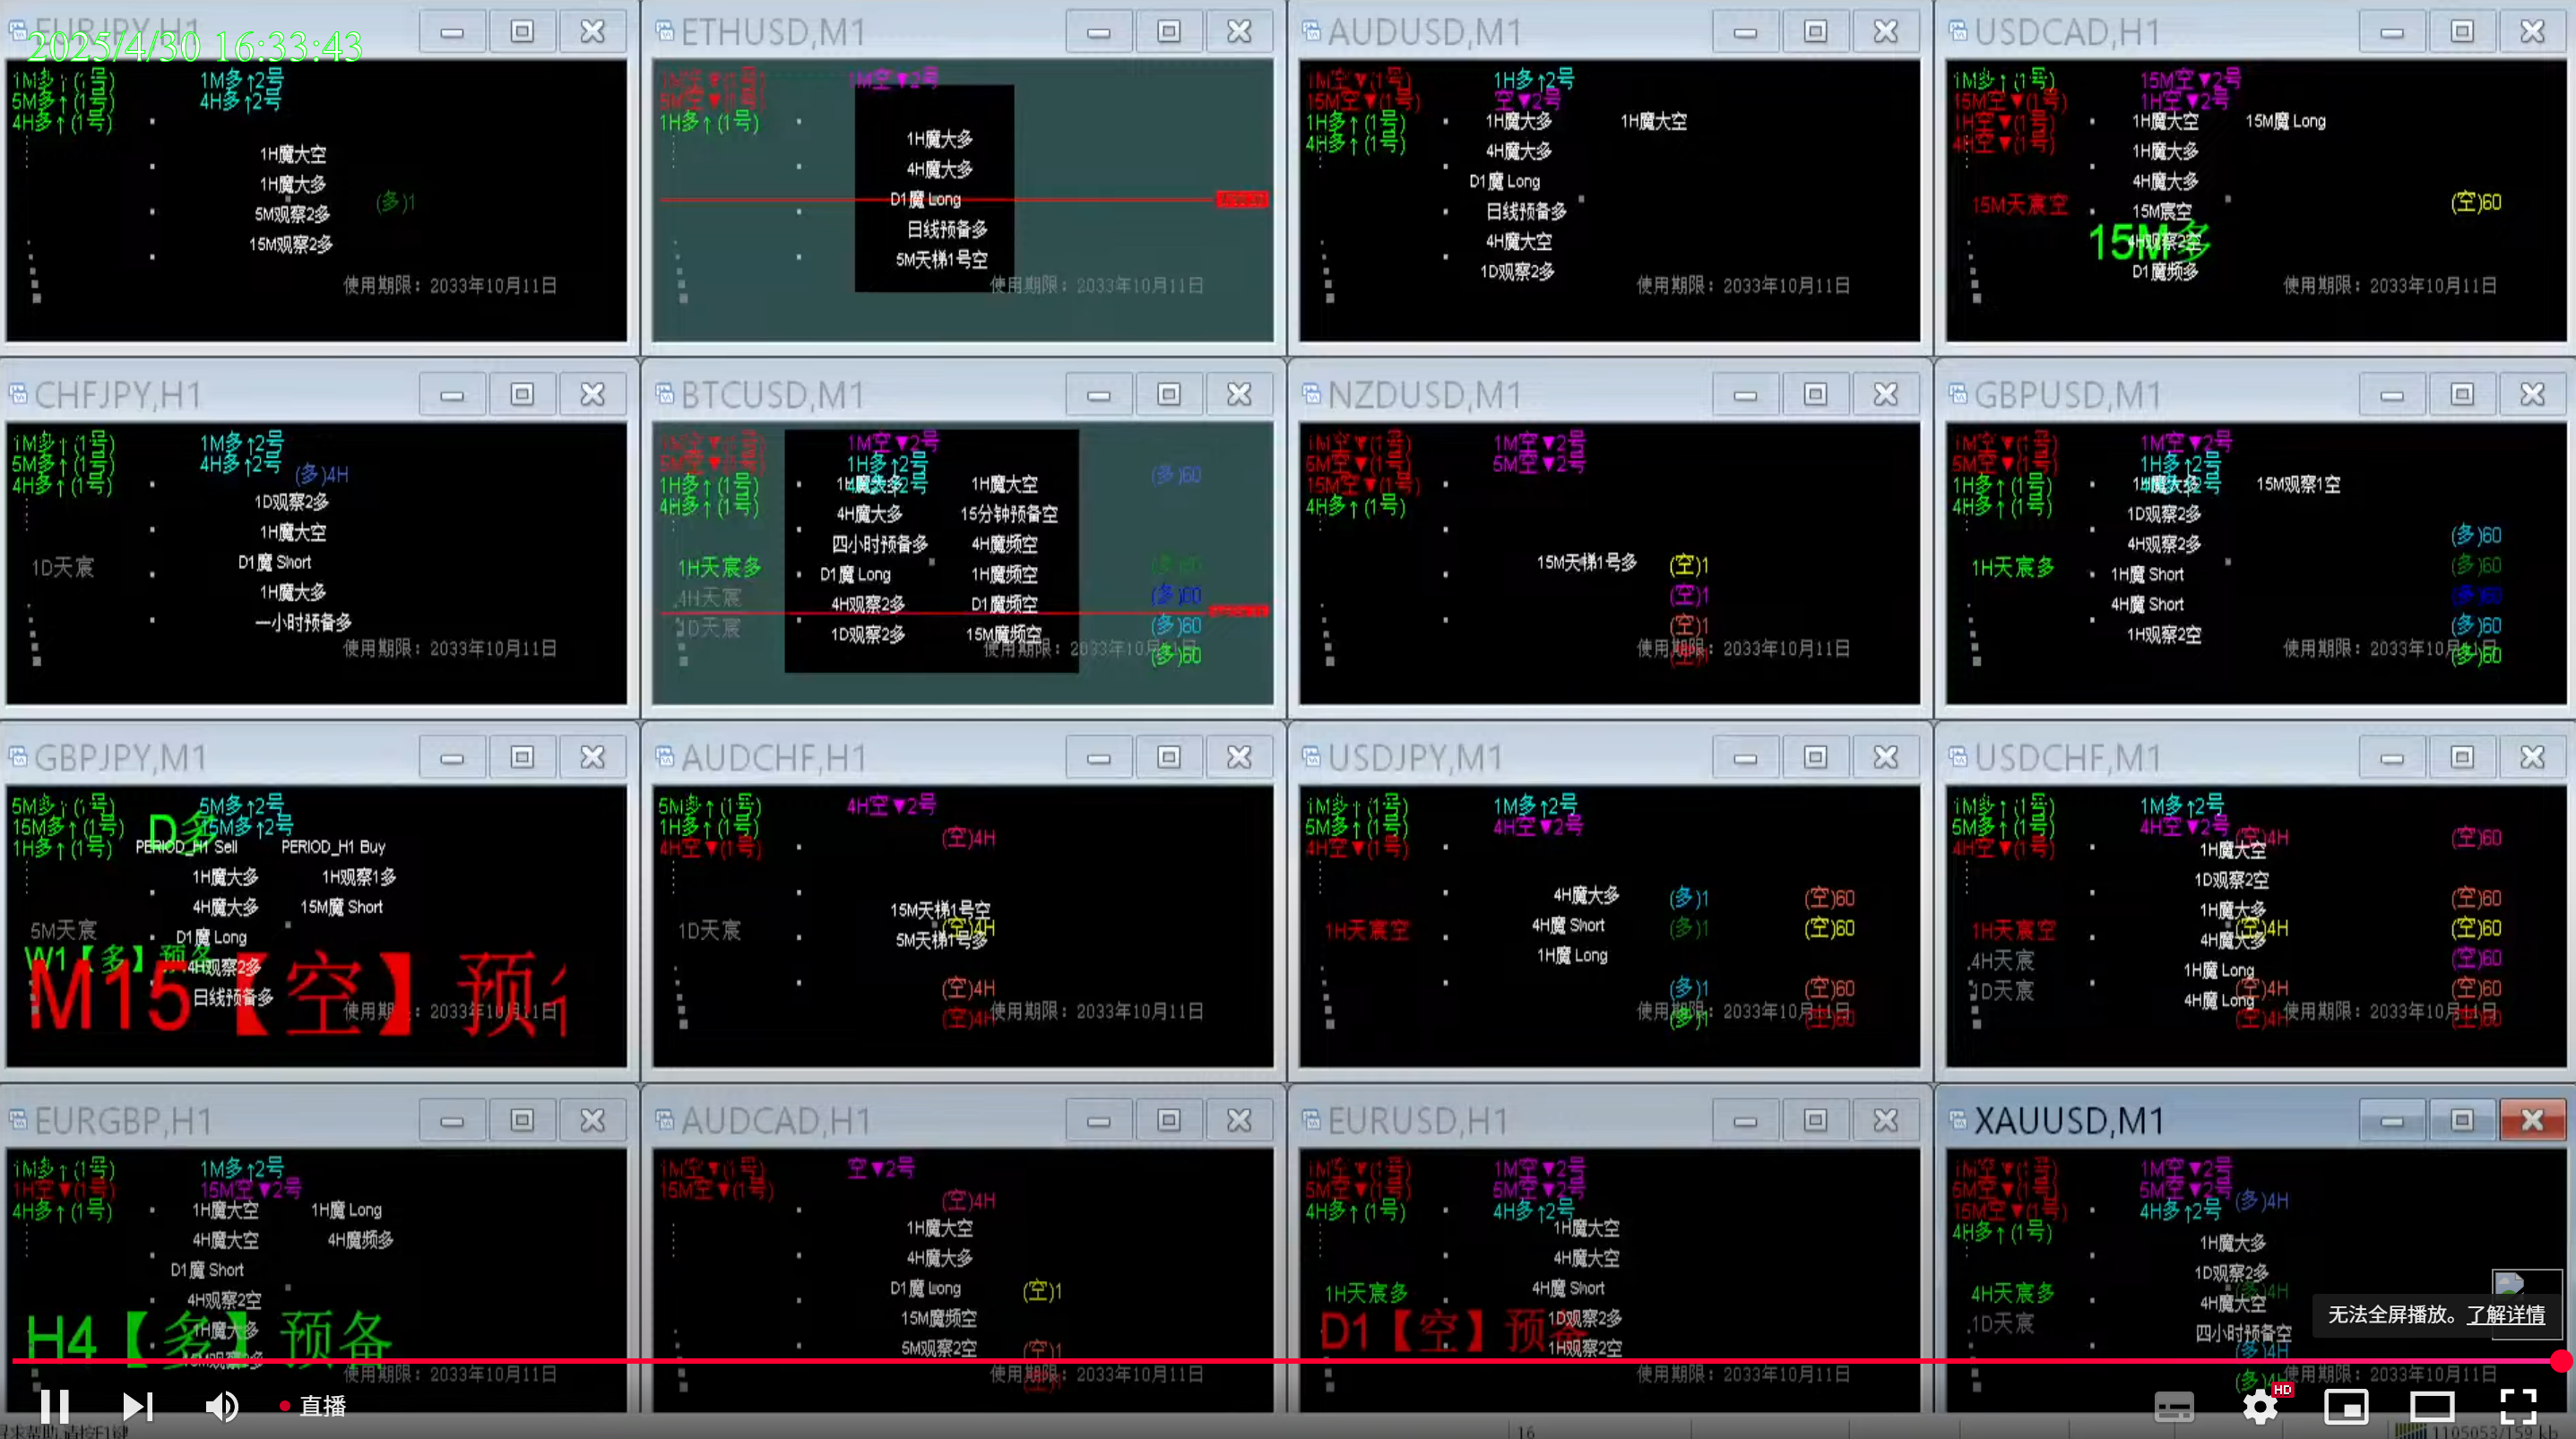 EURJPY,H1
2025/4/30 16:33:43
1M多↑(1号) 1M多↑2号
5M多↑(1号) 4H多↑2号
4H多↑(1号)
1H魔大空
1H魔大多
(多)1
5M观察2多
15M观察2多
使用期限：2033年10月11日
ETHUSD,M1
1M空▼(1号) 1M空▼2号
5M空▼(1号)
1H多↑(1号)
1H魔大多
4H魔大多
D1魔 Long
日线预备多
5M天梯1号空
使用期限：2033年10月11日
AUDUSD,M1
1M空▼(1号) 1H多↑2号
15M空▼(1号) 空▼2号
1H多↑(1号) 1H魔大多 1H魔大空
4H多↑(1号) 4H魔大多
D1魔 Long
日线预备多
4H魔大空
1D观察2多
使用期限：2033年10月11日
USDCAD,H1
1M多↑(1号) 15M空▼2号
15M空▼(1号) 1H空▼2号
1H空▼(1号) 1H魔大空 15M魔 Long
4H空▼(1号) 1H魔大多
4H魔大多
15M天宸空 15M宸空 (空)60
15M多
4H观察2空
D1魔频多
使用期限：2033年10月11日
CHFJPY,H1
1M多↑(1号) 1M多↑2号
5M多↑(1号) 4H多↑2号
4H多↑(1号) (多)4H
1D观察2多
1H魔大空
1D天宸 D1魔 Short
1H魔大多
一小时预备多
使用期限：2033年10月11日
BTCUSD,M1
1M空▼(1号) 1M空▼2号
5M空▼(1号) 1H多↑2号
1H多↑(1号) 1H魔大多 1H魔大空 (多)60
4H多↑(1号) 4H魔大多 15分钟预备空
四小时预备多 4H魔频空
1H天宸多 D1魔 Long 1H魔频空 (多)60
4H天宸 4H观察2多 D1魔频空 (多)60
1D天宸 1D观察2多 15M魔频空 (多)60
使用期限：2033年10月11日 (多)60
NZDUSD,M1
1M空▼(1号) 1M空▼2号
5M空▼(1号) 5M空▼2号
15M空▼(1号)
4H多↑(1号)
15M天梯1号多 (空)1
(空)1
(空)1
使用期限：2033年10月11日
GBPUSD,M1
1M空▼(1号) 1M空▼2号
5M空▼(1号) 1H多↑2号
1H多↑(1号) 1H魔大多 15M观察1空
4H多↑(1号) 1D观察2多
4H观察2多 (多)60
1H天宸多 1H魔 Short (多)60
4H魔 Short (多)60
1H观察2空 (多)60
使用期限：2033年10月11日 (多)60
GBPJPY,M1
5M多↑(1号) 5M多↑2号
15M多↑(1号) 15M多↑2号
D多
1H多↑(1号) PERIOD_H1 Sell PERIOD_H1 Buy
1H魔大多 1H观察1多
4H魔大多 15M魔 Short
5M天宸 D1魔 Long
W1【多】预备
4H观察2多
M15【空】预
日线预备多
使用期限：2033年10月11日
AUDCHF,H1
5M多↑(1号) 4H空▼2号
1H多↑(1号)
4H空▼(1号) (空)4H
15M天梯1号空
1D天宸 (空)4H
5M天梯1号多
(空)4H
(空)4H 使用期限：2033年10月11日
USDJPY,M1
1M多↑(1号) 1M多↑2号
5M多↑(1号) 4H空▼2号
4H空▼(1号)
4H魔大多 (多)1 (空)60
1H天宸空 4H魔 Short (多)1 (空)60
1H魔 Long
(多)1 (空)60
使用期限：2033年10月11日
(多)1 (空)60
USDCHF,M1
1M多↑(1号) 1M多↑2号
5M多↑(1号) 4H空▼2号
4H空▼(1号) (空)4H (空)60
1H魔大空
1D观察2空 (空)60
1H魔大多
1H天宸空 (空)4H (空)60
4H魔大多
4H天宸 1H魔 Long (空)60
1D天宸 (空)4H (空)60
4H魔 Long
(空)4H 使用期限：2033年10月11日 (空)60
EURGBP,H1
1M多↑(1号) 1M多↑2号
1H空▼(1号) 15M空▼2号
4H多↑(1号) 1H魔大空 1H魔 Long
4H魔大空 4H魔频多
D1魔 Short
4H观察2空
H4【多】预备
1H魔大多
使用期限：2033年10月11日
AUDCAD,H1
1M空▼(1号) 空▼2号
15M空▼(1号) (空)4H
1H魔大空
4H魔大多
D1魔 Long (空)1
15M魔频空
5M观察2空 (空)1
使用期限：2033年10月11日
EURUSD,H1
1M空▼(1号) 1M空▼2号
5M空▼(1号) 5M空▼2号
4H多↑(1号) 4H多↑2号
1H魔大空
4H魔大空
1H天宸多 4H魔 Short
D1【空】预备
1D观察2多
1H观察2空
使用期限：2033年10月11日
XAUUSD,M1
1M空▼(1号) 1M空▼2号
5M空▼(1号) 5M空▼2号
15M空▼(1号) 4H多↑2号 (多)4H
4H多↑(1号) 1H魔大多
1D观察2多
4H天宸多 (多)4H
4H魔大空
1D天宸 四小时预备空
(多)4H
使用期限：2033年10月11日
(多)4H
无法全屏播放。了解详情
直播
HD
16
1105053/159 kb